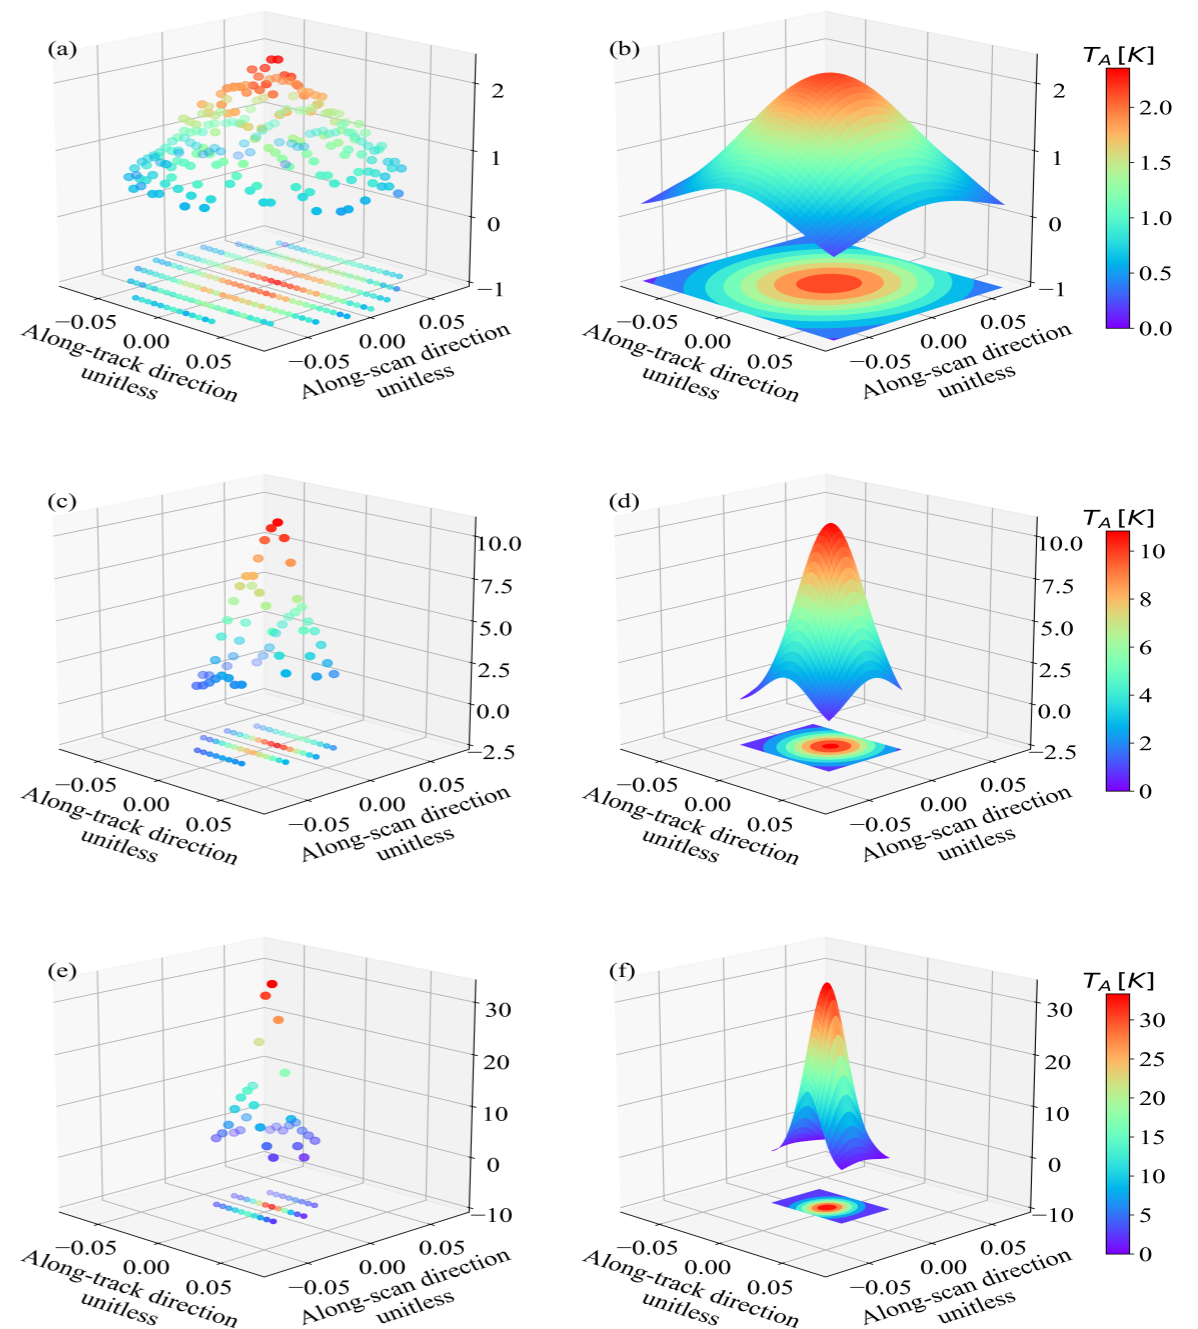 (a)
2
1
0
−1
−0.05
0.00
0.05
Along-track direction
unitless
−0.05
0.00
0.05
Along-scan direction
unitless
(b)
2
1
0
−1
−0.05
0.00
0.05
Along-track direction
unitless
−0.05
0.00
0.05
Along-scan direction
unitless
T_A [K]
2.0
1.5
1.0
0.5
0.0
(c)
10.0
7.5
5.0
2.5
0.0
−2.5
−0.05
0.00
0.05
Along-track direction
unitless
−0.05
0.00
0.05
Along-scan direction
unitless
(d)
10.0
7.5
5.0
2.5
0.0
−2.5
−0.05
0.00
0.05
Along-track direction
unitless
−0.05
0.00
0.05
Along-scan direction
unitless
T_A [K]
10
8
6
4
2
0
(e)
30
20
10
0
−10
−0.05
0.00
0.05
Along-track direction
unitless
−0.05
0.00
0.05
Along-scan direction
unitless
(f)
30
20
10
0
−10
−0.05
0.00
0.05
Along-track direction
unitless
−0.05
0.00
0.05
Along-scan direction
unitless
T_A [K]
30
25
20
15
10
5
0